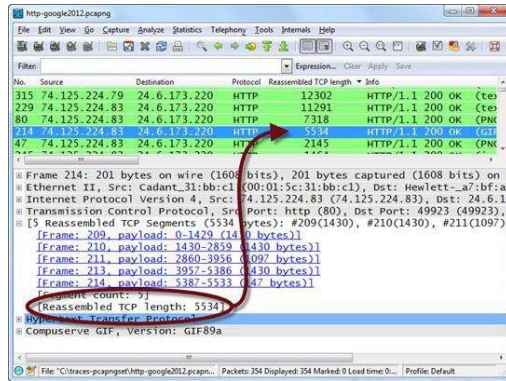 http-google2012.pcapng
File Edit View Go Capture Analyze Statistics Telephony Tools Internals Help
Filter: Expression... Clear Apply Save
No. Source Destination Protocol Reassembled TCP length Info
315 74.125.224.79 24.6.173.220 HTTP 12302 HTTP/1.1 200 OK (tex
229 74.125.224.83 24.6.173.220 HTTP 11291 HTTP/1.1 200 OK (tex
80 74.125.224.83 24.6.173.220 HTTP 7318 HTTP/1.1 200 OK (PNG
214 74.125.224.83 24.6.173.220 HTTP 5534 HTTP/1.1 200 OK (GIF
47 74.125.224.83 24.6.173.220 HTTP 2145 HTTP/1.1 200 OK (PNG
Frame 214: 201 bytes on wire (1608 bits), 201 bytes captured (1608 bits) on
Ethernet II, Src: Cadant_31:bb:c1 (00:01:5c:31:bb:c1), Dst: Hewlett-_a7:bf:a
Internet Protocol Version 4, Src: 74.125.224.83 (74.125.224.83), Dst: 24.6.1
Transmission Control Protocol, Src Port: http (80), Dst Port: 49923 (49923),
[5 Reassembled TCP Segments (5534 bytes): #209(1430), #210(1430), #211(1097)
[Frame: 209, payload: 0-1429 (1430 bytes)]
[Frame: 210, payload: 1430-2859 (1430 bytes)]
[Frame: 211, payload: 2860-3956 (1097 bytes)]
[Frame: 213, payload: 3957-5386 (1430 bytes)]
[Frame: 214, payload: 5387-5533 (147 bytes)]
[Segment count: 5]
[Reassembled TCP length: 5534]
Hypertext Transfer Protocol
Compuserve GIF, Version: GIF89a
File: "C:\traces-pcapngset\http-google2012.pcapn... Packets: 354 Displayed: 354 Marked: 0 Load time: 0:... Profile: Default